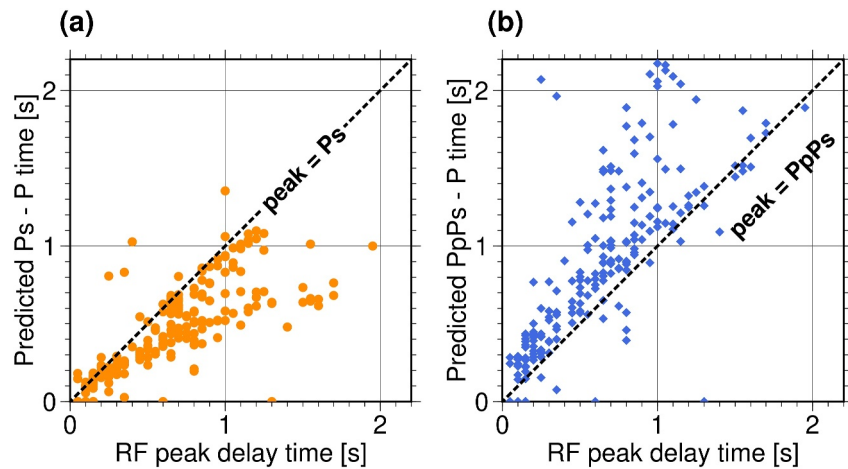 (a)
Predicted Ps - P time [s]
2
1
0
0
1
2
RF peak delay time [s]
peak = Ps
(b)
Predicted PpPs - P time [s]
2
1
0
0
1
2
RF peak delay time [s]
peak = PpPs